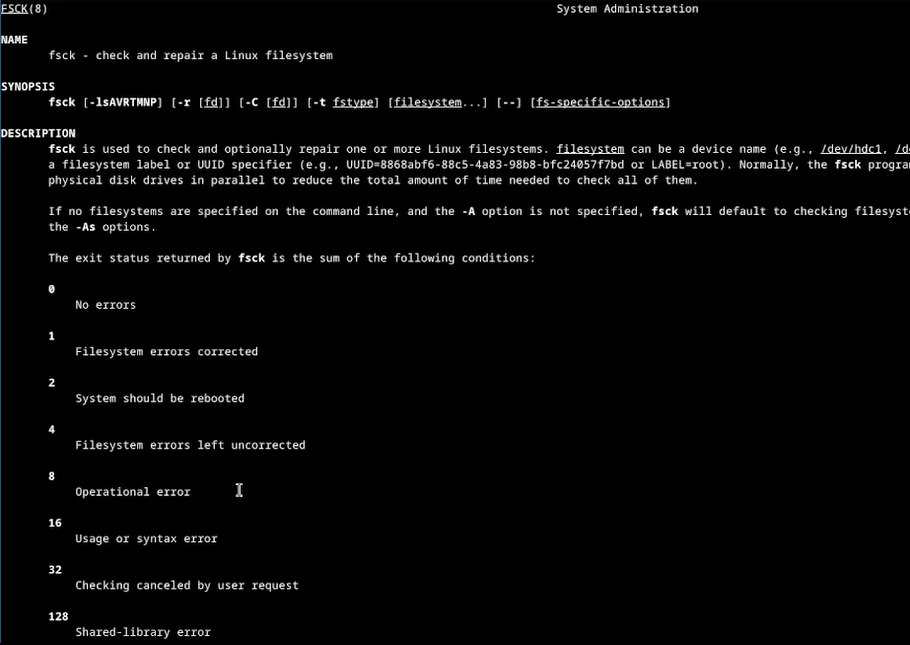 FSCK(8) System Administration
NAME
fsck - check and repair a Linux filesystem
SYNOPSIS
fsck [-lsAVRTMNP] [-r [fd]] [-C [fd]] [-t fstype] [filesystem...] [--] [fs-specific-options]
DESCRIPTION
fsck is used to check and optionally repair one or more Linux filesystems. filesystem can be a device name (e.g., /dev/hdc1,
a filesystem label or UUID specifier (e.g., UUID=8868abf6-88c5-4a83-98b8-bfc24057f7bd or LABEL=root). Normally, the fsck
physical disk drives in parallel to reduce the total amount of time needed to check all of them.
If no filesystems are specified on the command line, and the -A option is not specified, fsck will default to checking
the -As options.
The exit status returned by fsck is the sum of the following conditions:
0
No errors
1
Filesystem errors corrected
2
System should be rebooted
4
Filesystem errors left uncorrected
8
Operational error
16
Usage or syntax error
32
Checking canceled by user request
128
Shared-library error